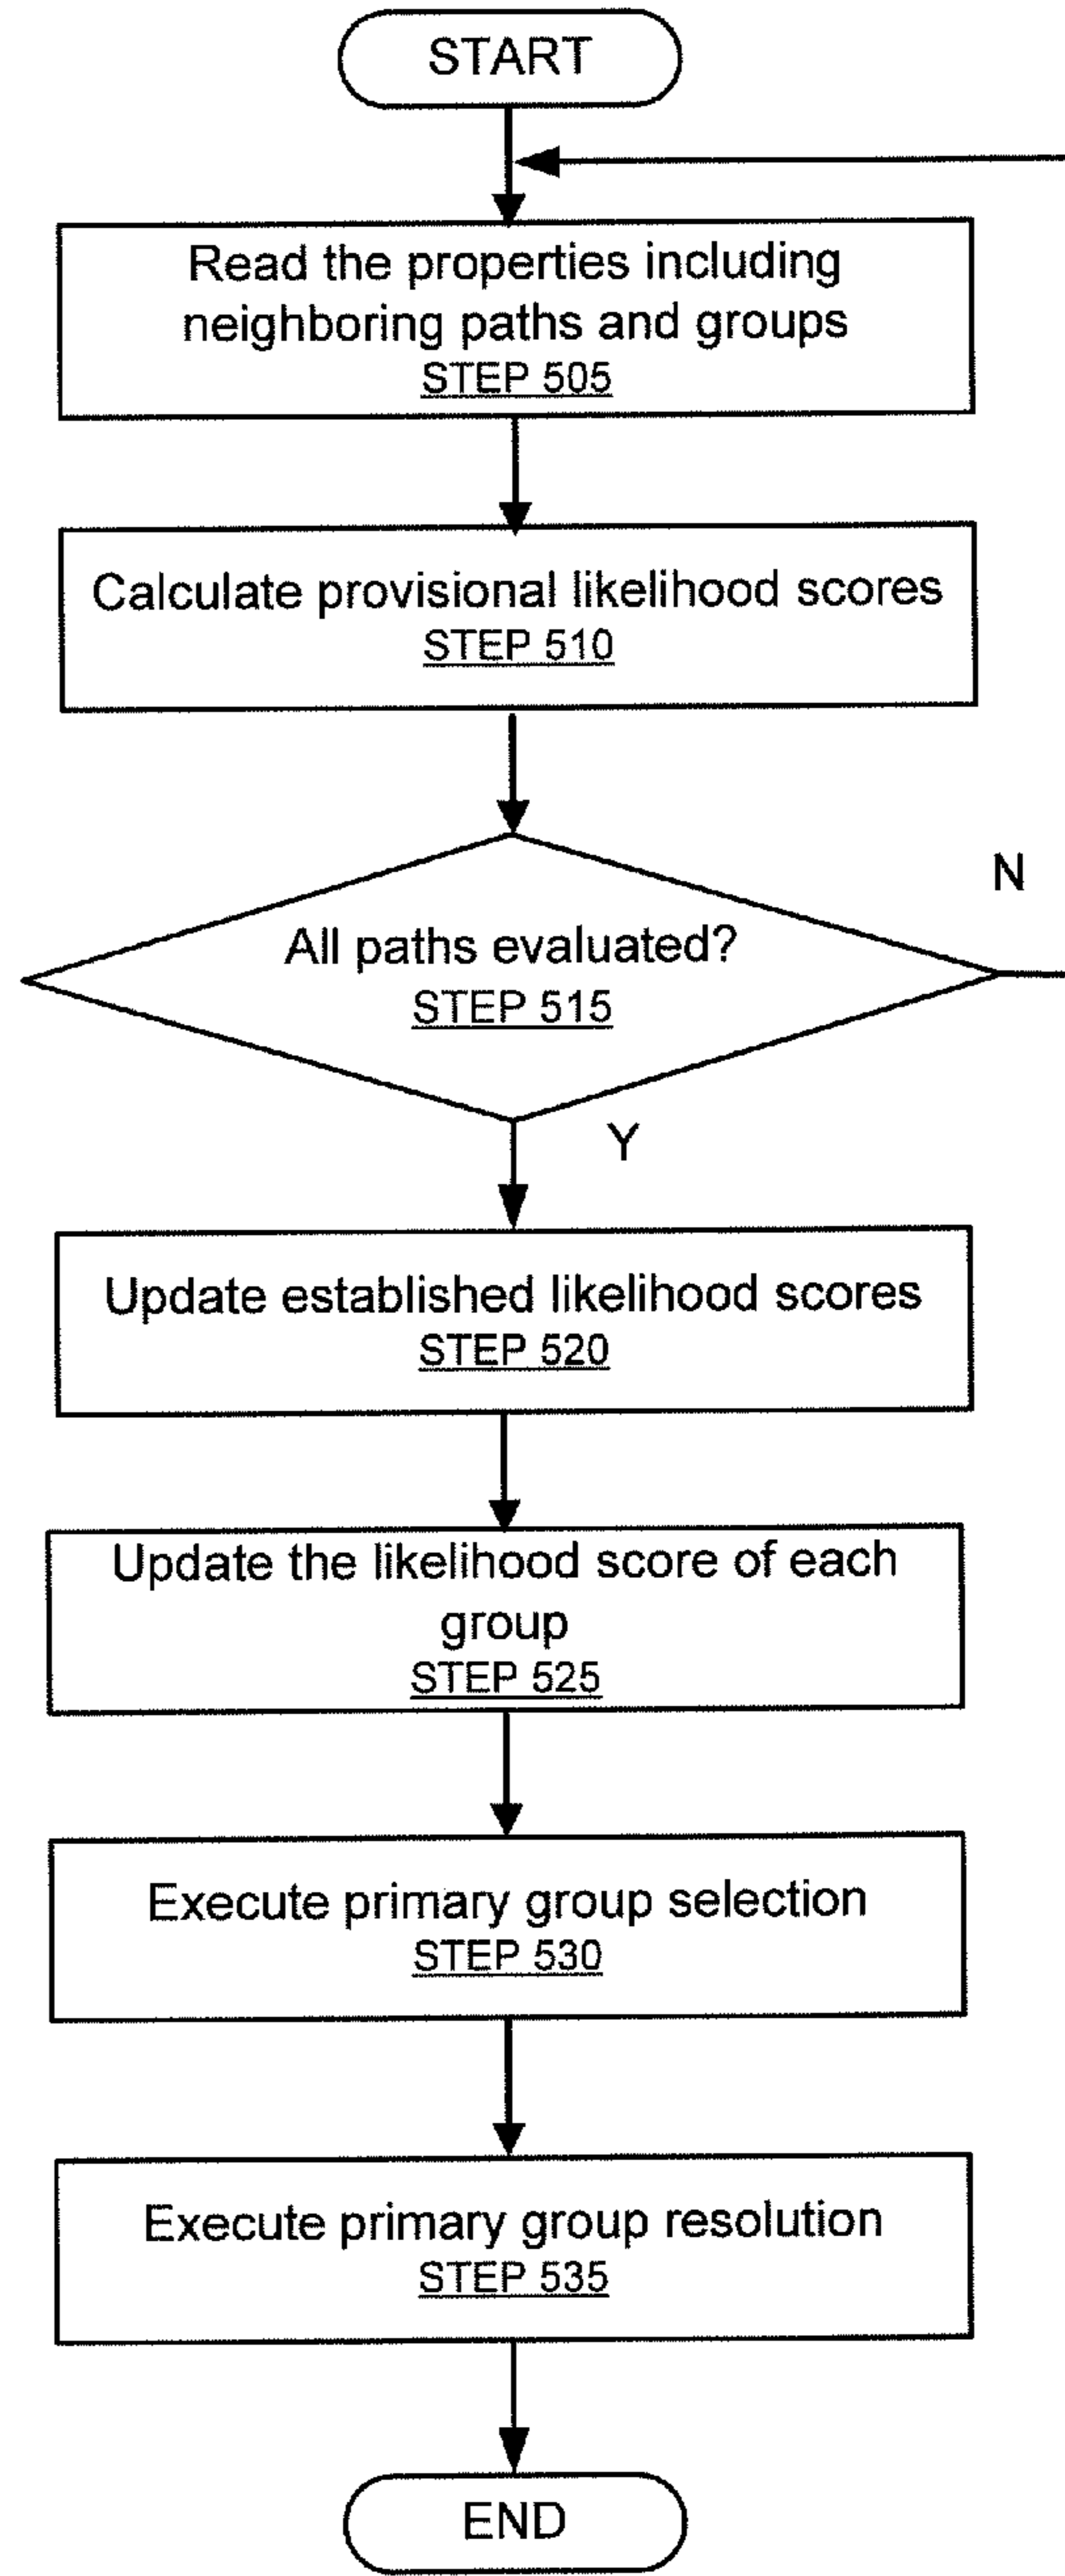 START
Read the properties including
neighboring paths and groups
STEP 505
Calculate provisional likelihood scores
STEP 510
N
All paths evaluated?
STEP 515
Y
Update established likelihood scores
STEP 520
Update the likelihood score of each
group
STEP 525
Execute primary group selection
STEP 530
Execute primary group resolution
STEP 535
END